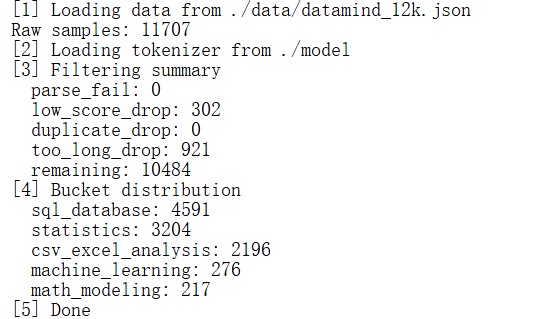 [1] Loading data from ./data/datamind_12k.json
Raw samples: 11707
[2] Loading tokenizer from ./model
[3] Filtering summary
  parse_fail: 0
  low_score_drop: 302
  duplicate_drop: 0
  too_long_drop: 921
  remaining: 10484
[4] Bucket distribution
  sql_database: 4591
  statistics: 3204
  csv_excel_analysis: 2196
  machine_learning: 276
  math_modeling: 217
[5] Done